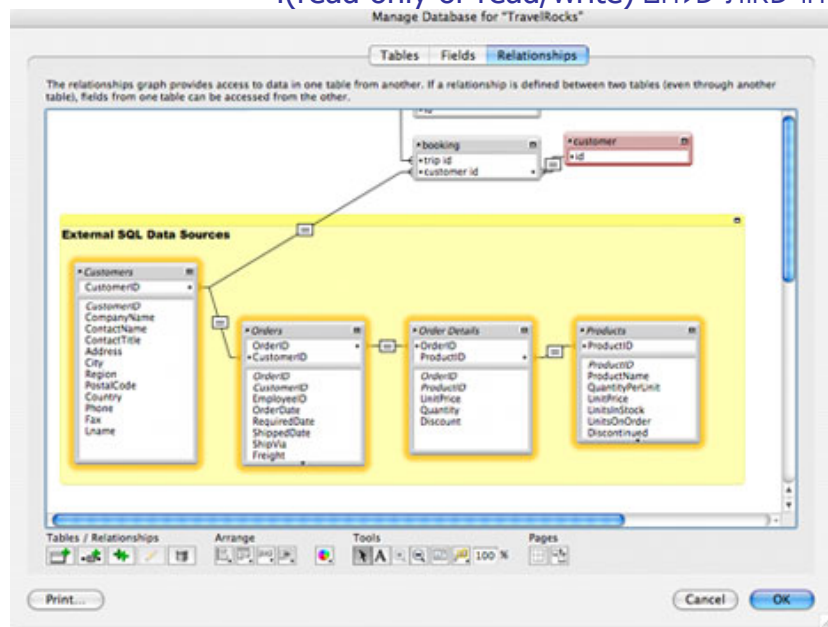 (read-only or read/write)
Manage Database for "TravelRocks"
Tables Fields Relationships
The relationships graph provides access to data in one table from another. If a relationship is defined between two tables (even through another
table), fields from one table can be accessed from the other.
booking
trip id
customer id
customer
id
External SQL Data Sources
Customers
CustomerID
CustomerID
CompanyName
ContactName
ContactTitle
Address
City
Region
PostalCode
Country
Phone
Fax
Lname
Orders
OrderID
CustomerID
OrderID
CustomerID
EmployeeID
OrderDate
RequiredDate
ShippedDate
ShipVia
Freight
Order Details
OrderID
ProductID
OrderID
ProductID
UnitPrice
Quantity
Discount
Products
ProductID
ProductID
ProductName
QuantityPerUnit
UnitPrice
UnitsInStock
UnitsOnOrder
Discontinued
Tables / Relationships Arrange Tools Pages
A 100 %
Print... Cancel OK